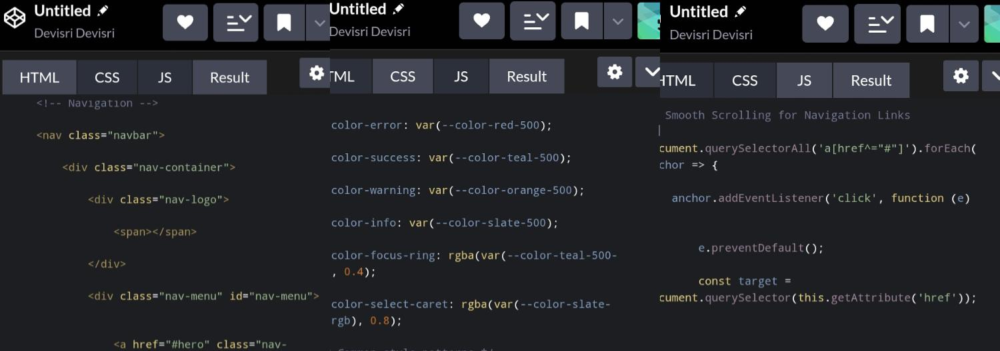 Untitled
Devisri Devisri
HTML CSS JS Result
<!-- Navigation -->
<nav class="navbar">
<div class="nav-container">
<div class="nav-logo">
<span></span>
</div>
<div class="nav-menu" id="nav-menu">
<a href="#hero" class="nav-
Untitled
Devisri Devisri
TML CSS JS Result
color-error: var(--color-red-500);
color-success: var(--color-teal-500);
color-warning: var(--color-orange-500);
color-info: var(--color-slate-500);
color-focus-ring: rgba(var(--color-teal-500-
, 0.4);
color-select-caret: rgba(var(--color-slate-
rgb), 0.8);
Untitled
Devisri Devisri
HTML CSS JS Result
Smooth Scrolling for Navigation Links
cument.querySelectorAll('a[href^="#"]').forEach(
chor => {
anchor.addEventListener('click', function (e)
e.preventDefault();
const target =
cument.querySelector(this.getAttribute('href'));